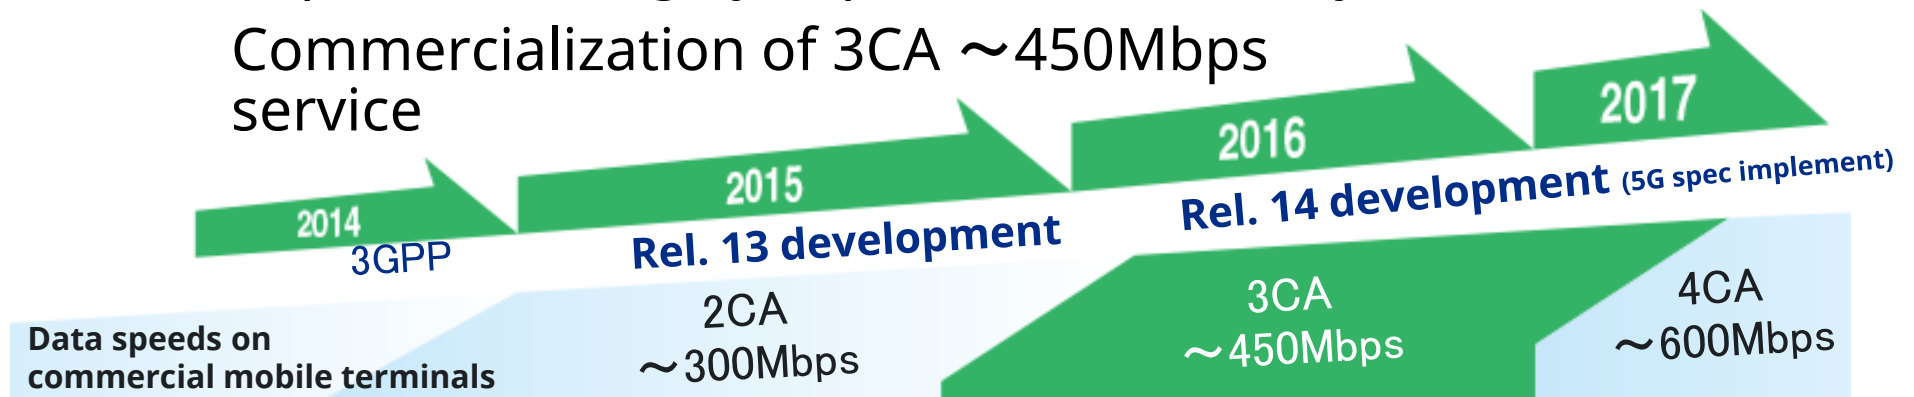 Commercialization of 3CA ～450Mbps
service
2014
2015
2016
2017
3GPP
Rel. 13 development
Rel. 14 development (5G spec implement)
Data speeds on
commercial mobile terminals
2CA
～300Mbps
3CA
～450Mbps
4CA
～600Mbps